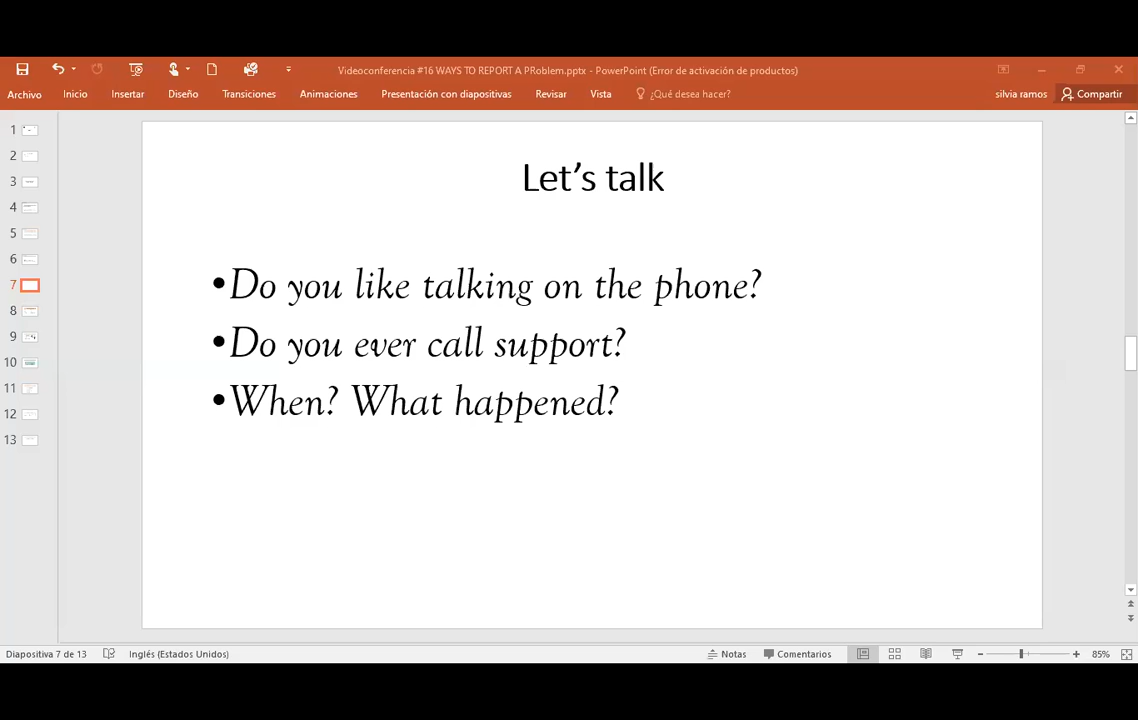 Videoconferencia #16 WAYS TO REPORT A PRoblem.pptx - PowerPoint (Error de activación de productos)
Archivo Inicio Insertar Diseño Transiciones Animaciones Presentación con diapositivas Revisar Vista ¿Qué desea hacer? silvia ramos Compartir
1
2
3
4
5
6
7
8
9
10
11
12
13
Let's talk
•Do you like talking on the phone?
•Do you ever call support?
•When? What happened?
Diapositiva 7 de 13 Inglés (Estados Unidos) Notas Comentarios 85%